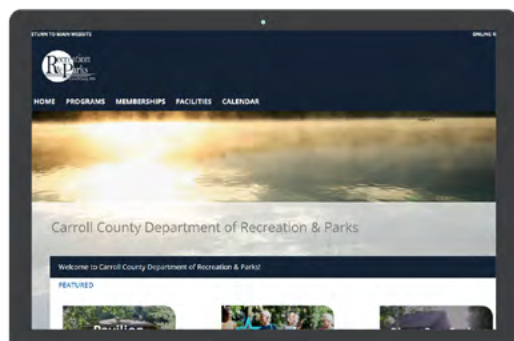 RETURN TO MAIN WEBSITE
ONLINE
Recreation
& Parks
HOME PROGRAMS MEMBERSHIPS FACILITIES CALENDAR
Carroll County Department of Recreation & Parks
Welcome to Carroll County Department of Recreation & Parks!
FEATURED
Pavilion